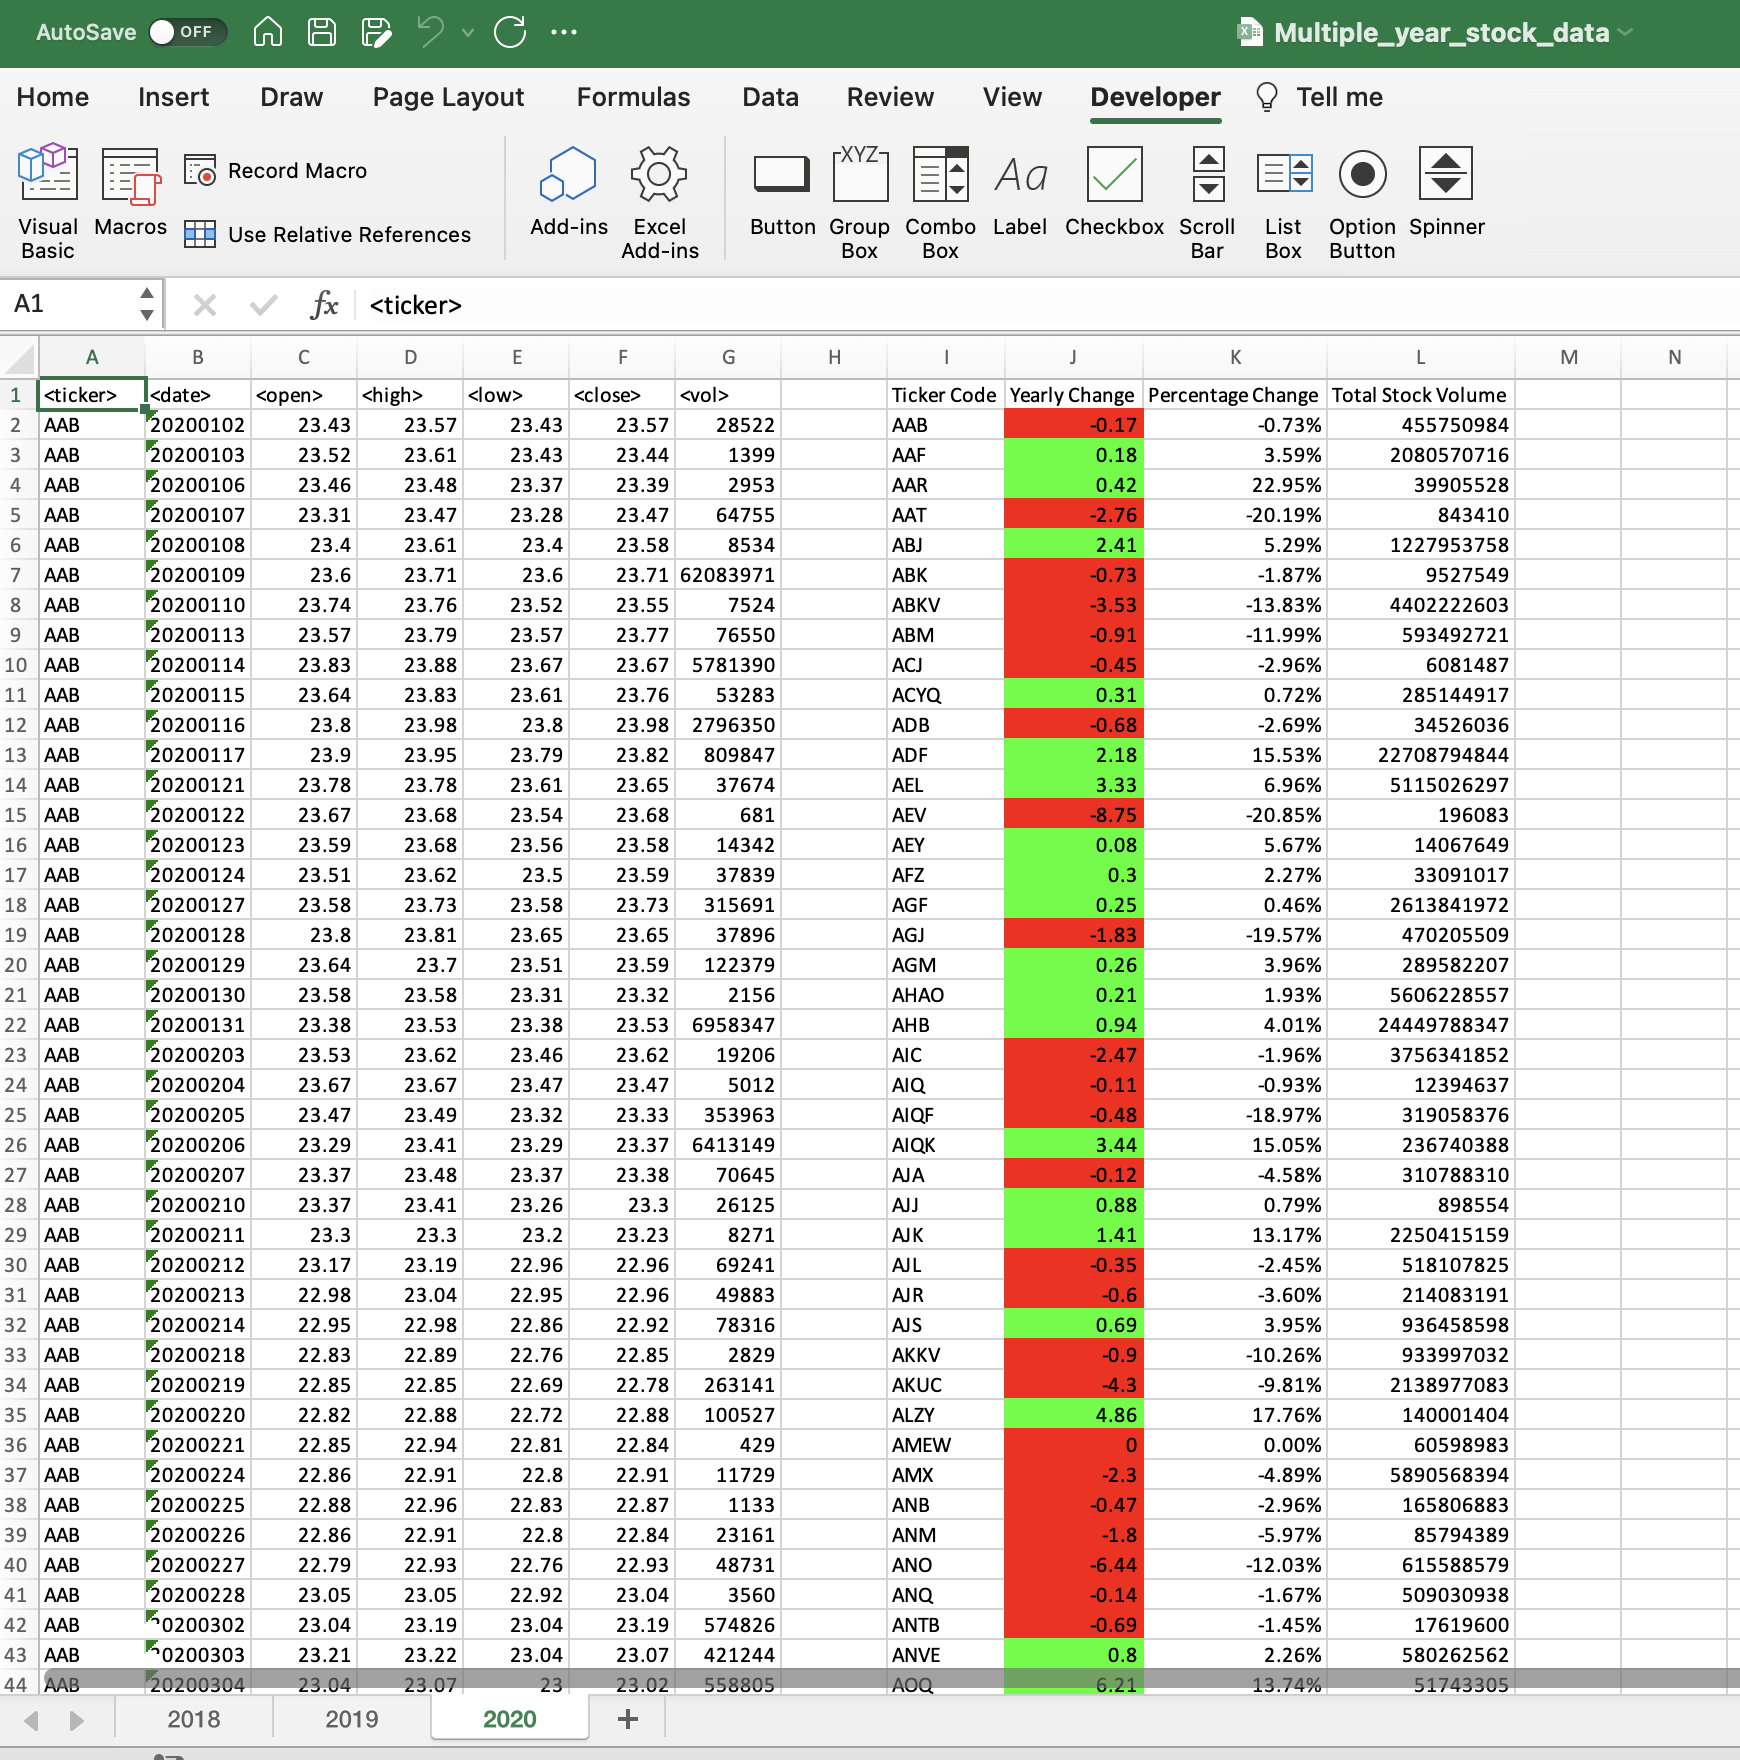 AutoSave OFF Multiple_year_stock_data
Home Insert Draw Page Layout Formulas Data Review View Developer Tell me
Visual Basic Macros Record Macro Use Relative References Add-ins Excel Add-ins Button Group Box Combo Box Label Checkbox Scroll Bar List Box Option Button Spinner
XYZ Aa
A1 fx <ticker>
A B C D E F G H I J K L M N
1 <ticker> <date> <open> <high> <low> <close> <vol> Ticker Code Yearly Change Percentage Change Total Stock Volume
2 AAB 20200102 23.43 23.57 23.43 23.57 28522 AAB -0.17 -0.73% 455750984
3 AAB 20200103 23.52 23.61 23.43 23.44 1399 AAF 0.18 3.59% 2080570716
4 AAB 20200106 23.46 23.48 23.37 23.39 2953 AAR 0.42 22.95% 39905528
5 AAB 20200107 23.31 23.47 23.28 23.47 64755 AAT -2.76 -20.19% 843410
6 AAB 20200108 23.4 23.61 23.4 23.58 8534 ABJ 2.41 5.29% 1227953758
7 AAB 20200109 23.6 23.71 23.6 23.71 62083971 ABK -0.73 -1.87% 9527549
8 AAB 20200110 23.74 23.76 23.52 23.55 7524 ABKV -3.53 -13.83% 4402222603
9 AAB 20200113 23.57 23.79 23.57 23.77 76550 ABM -0.91 -11.99% 593492721
10 AAB 20200114 23.83 23.88 23.67 23.67 5781390 ACJ -0.45 -2.96% 6081487
11 AAB 20200115 23.64 23.83 23.61 23.76 53283 ACYQ 0.31 0.72% 285144917
12 AAB 20200116 23.8 23.98 23.8 23.98 2796350 ADB -0.68 -2.69% 34526036
13 AAB 20200117 23.9 23.95 23.79 23.82 809847 ADF 2.18 15.53% 22708794844
14 AAB 20200121 23.78 23.78 23.61 23.65 37674 AEL 3.33 6.96% 5115026297
15 AAB 20200122 23.67 23.68 23.54 23.68 681 AEV -8.75 -20.85% 196083
16 AAB 20200123 23.59 23.68 23.56 23.58 14342 AEY 0.08 5.67% 14067649
17 AAB 20200124 23.51 23.62 23.5 23.59 37839 AFZ 0.3 2.27% 33091017
18 AAB 20200127 23.58 23.73 23.58 23.73 315691 AGF 0.25 0.46% 2613841972
19 AAB 20200128 23.8 23.81 23.65 23.65 37896 AGJ -1.83 -19.57% 470205509
20 AAB 20200129 23.64 23.7 23.51 23.59 122379 AGM 0.26 3.96% 289582207
21 AAB 20200130 23.58 23.58 23.31 23.32 2156 AHAO 0.21 1.93% 5606228557
22 AAB 20200131 23.38 23.53 23.38 23.53 6958347 AHB 0.94 4.01% 24449788347
23 AAB 20200203 23.53 23.62 23.46 23.62 19206 AIC -2.47 -1.96% 3756341852
24 AAB 20200204 23.67 23.67 23.47 23.47 5012 AIQ -0.11 -0.93% 12394637
25 AAB 20200205 23.47 23.49 23.32 23.33 353963 AIQF -0.48 -18.97% 319058376
26 AAB 20200206 23.29 23.41 23.29 23.37 6413149 AIQK 3.44 15.05% 236740388
27 AAB 20200207 23.37 23.48 23.37 23.38 70645 AJA -0.12 -4.58% 310788310
28 AAB 20200210 23.37 23.41 23.26 23.3 26125 AJJ 0.88 0.79% 898554
29 AAB 20200211 23.3 23.3 23.2 23.23 8271 AJK 1.41 13.17% 2250415159
30 AAB 20200212 23.17 23.19 22.96 22.96 69241 AJL -0.35 -2.45% 518107825
31 AAB 20200213 22.98 23.04 22.95 22.96 49883 AJR -0.6 -3.60% 214083191
32 AAB 20200214 22.95 22.98 22.86 22.92 78316 AJS 0.69 3.95% 936458598
33 AAB 20200218 22.83 22.89 22.76 22.85 2829 AKKV -0.9 -10.26% 933997032
34 AAB 20200219 22.85 22.85 22.69 22.78 263141 AKUC -4.3 -9.81% 2138977083
35 AAB 20200220 22.82 22.88 22.72 22.88 100527 ALZY 4.86 17.76% 140001404
36 AAB 20200221 22.85 22.94 22.81 22.84 429 AMEW 0 0.00% 60598983
37 AAB 20200224 22.86 22.91 22.8 22.91 11729 AMX -2.3 -4.89% 5890568394
38 AAB 20200225 22.88 22.96 22.83 22.87 1133 ANB -0.47 -2.96% 165806883
39 AAB 20200226 22.86 22.91 22.8 22.84 23161 ANM -1.8 -5.97% 85794389
40 AAB 20200227 22.79 22.93 22.76 22.93 48731 ANO -6.44 -12.03% 615588579
41 AAB 20200228 23.05 23.05 22.92 23.04 3560 ANQ -0.14 -1.67% 509030938
42 AAB 20200302 23.04 23.19 23.04 23.19 574826 ANTB -0.69 -1.45% 17619600
43 AAB 20200303 23.21 23.22 23.04 23.07 421244 ANVE 0.8 2.26% 580262562
44 AAB 20200304 23.04 23.07 23 23.02 558805 AOQ 6.21 13.74% 51743305
2018 2019 2020